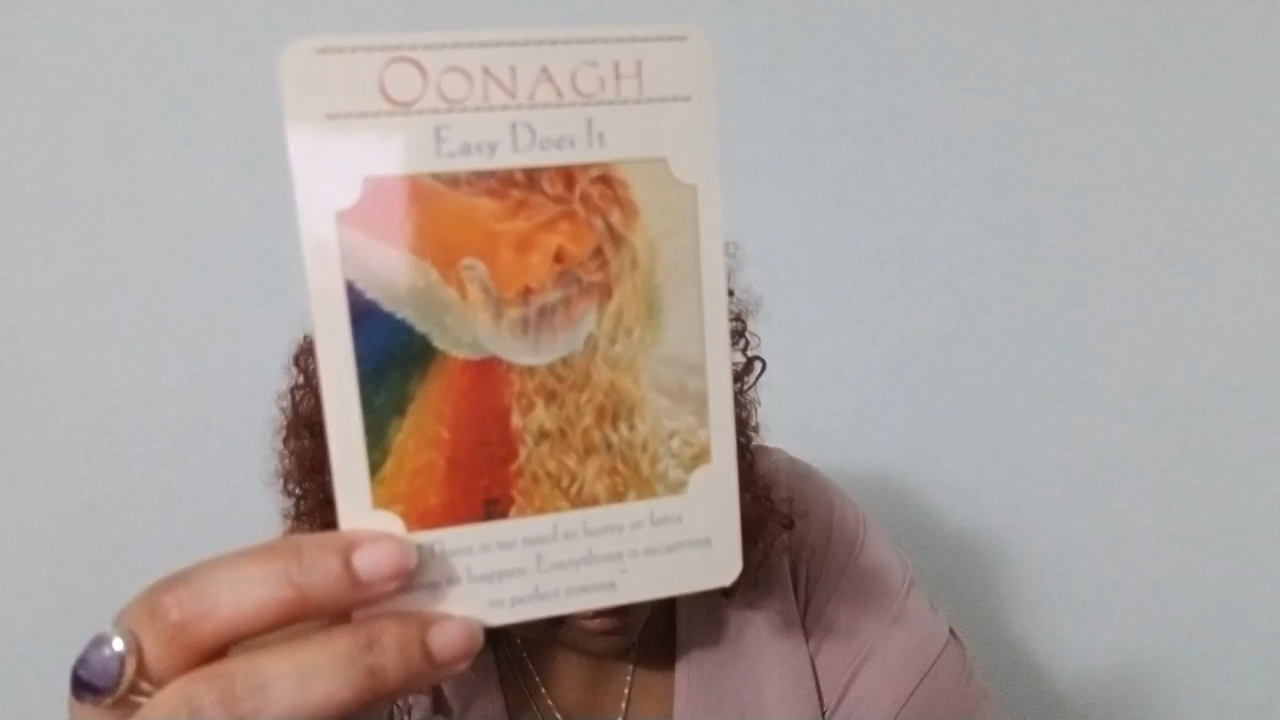 OONAGH
Easy Does It
"There is no need to hurry or force
to happen. Everything is occurring
in perfect timing."